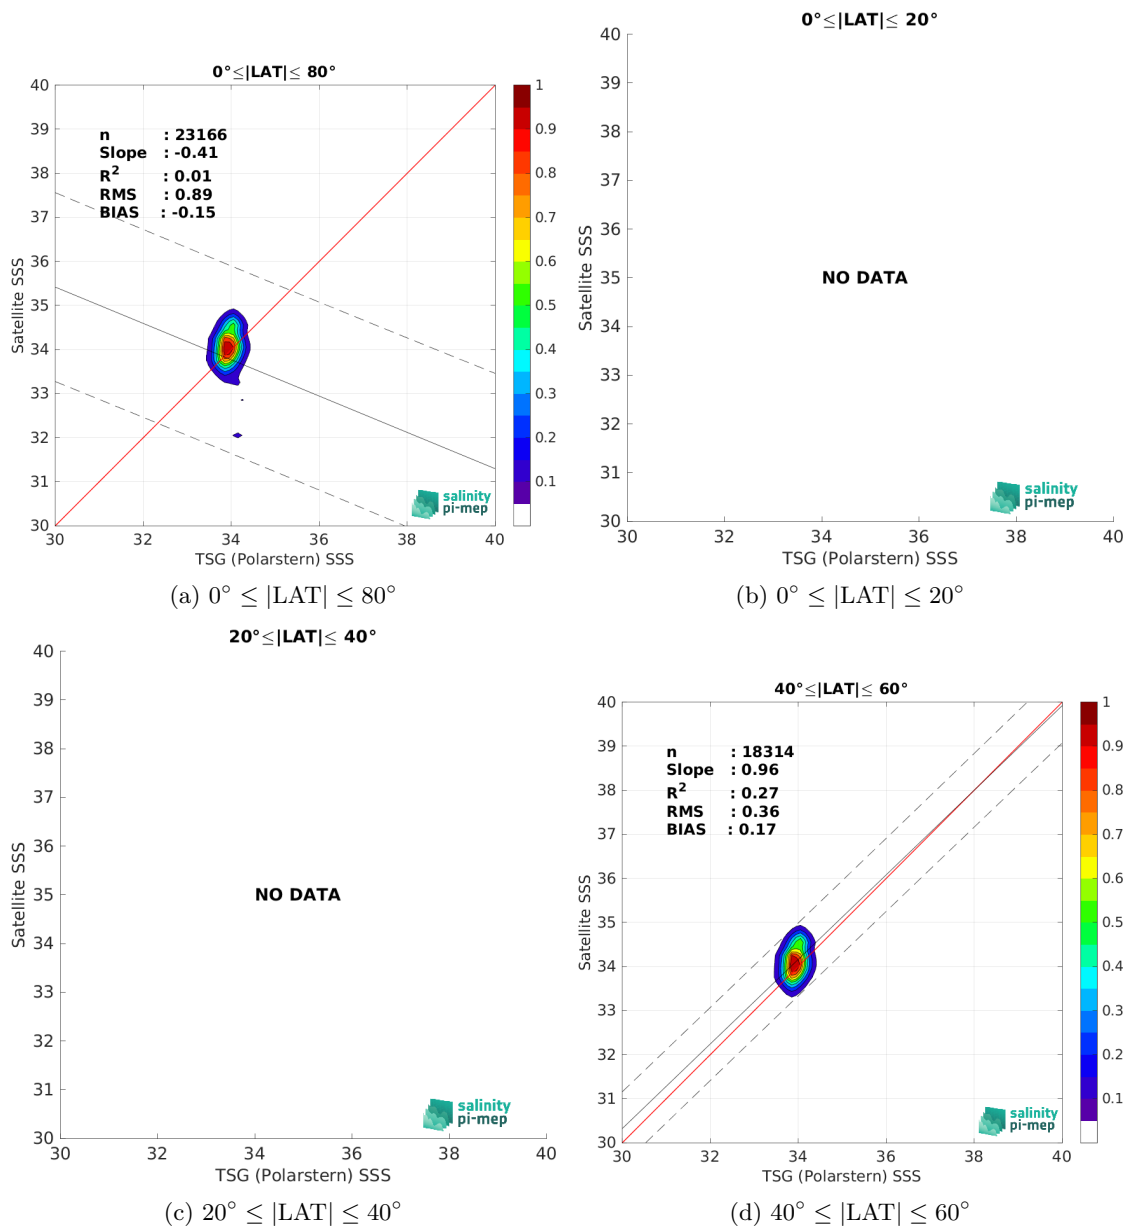 0°≤|LAT|≤ 80°
40
39
38
37
36
35
34
33
32
31
30
Satellite SSS
n : 23166
Slope : -0.41
R2 : 0.01
RMS : 0.89
BIAS : -0.15
salinity
pi-mep
30 32 34 36 38 40
TSG (Polarstern) SSS
1
0.9
0.8
0.7
0.6
0.5
0.4
0.3
0.2
0.1
(a) 0° ≤ |LAT| ≤ 80°
0°≤|LAT|≤ 20°
40
39
38
37
36
35
34
33
32
31
30
Satellite SSS
NO DATA
salinity
pi-mep
30 32 34 36 38 40
TSG (Polarstern) SSS
(b) 0° ≤ |LAT| ≤ 20°
20°≤|LAT|≤ 40°
40
39
38
37
36
35
34
33
32
31
30
Satellite SSS
NO DATA
salinity
pi-mep
30 32 34 36 38 40
TSG (Polarstern) SSS
(c) 20° ≤ |LAT| ≤ 40°
40°≤|LAT|≤ 60°
40
39
38
37
36
35
34
33
32
31
30
Satellite SSS
n : 18314
Slope : 0.96
R2 : 0.27
RMS : 0.36
BIAS : 0.17
salinity
pi-mep
30 32 34 36 38 40
TSG (Polarstern) SSS
1
0.9
0.8
0.7
0.6
0.5
0.4
0.3
0.2
0.1
(d) 40° ≤ |LAT| ≤ 60°